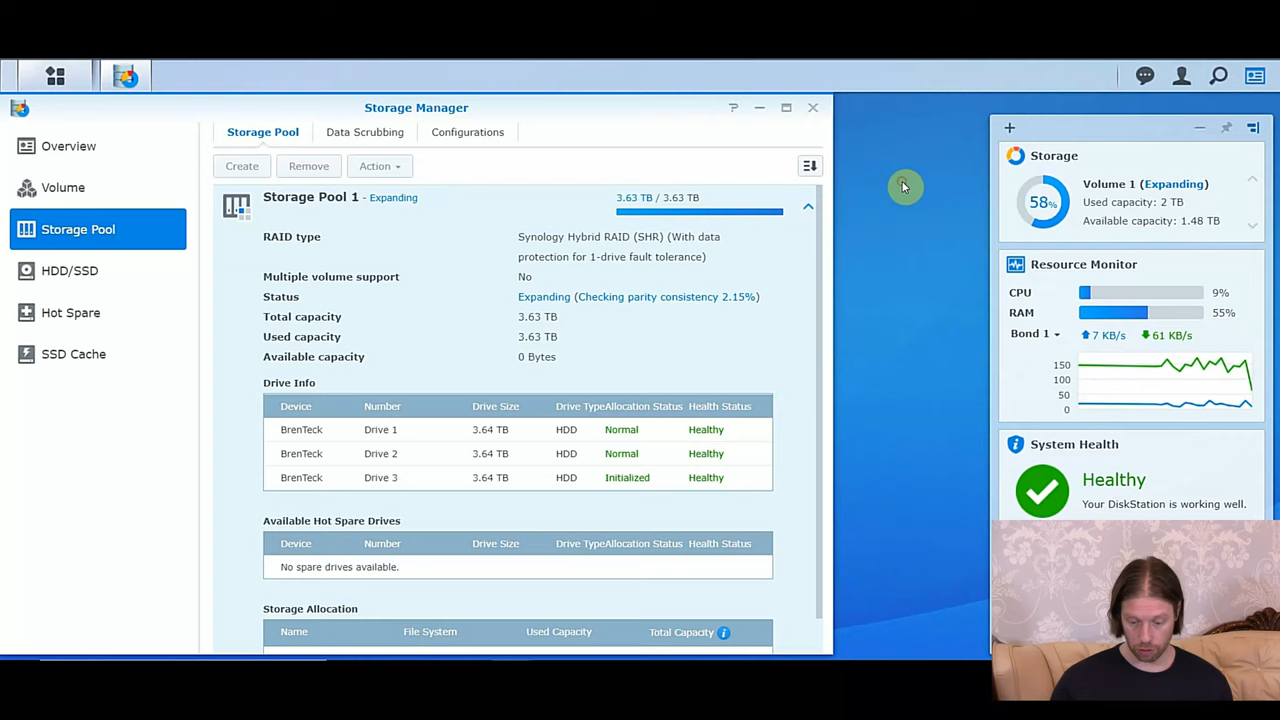 Storage Manager
Overview
Volume
Storage Pool
HDD/SSD
Hot Spare
SSD Cache
Storage Pool Data Scrubbing Configurations
Create Remove Action
Storage Pool 1 - Expanding 3.63 TB / 3.63 TB
RAID type Synology Hybrid RAID (SHR) (With data
protection for 1-drive fault tolerance)
Multiple volume support No
Status Expanding (Checking parity consistency 2.15%)
Total capacity 3.63 TB
Used capacity 3.63 TB
Available capacity 0 Bytes
Drive Info
Device Number Drive Size Drive Type Allocation Status Health Status
BrenTeck Drive 1 3.64 TB HDD Normal Healthy
BrenTeck Drive 2 3.64 TB HDD Normal Healthy
BrenTeck Drive 3 3.64 TB HDD Initialized Healthy
Available Hot Spare Drives
Device Number Drive Size Drive Type Allocation Status Health Status
No spare drives available.
Storage Allocation
Name File System Used Capacity Total Capacity
Storage
58%
Volume 1 (Expanding)
Used capacity: 2 TB
Available capacity: 1.48 TB
Resource Monitor
CPU 9%
RAM 55%
Bond 1 7 KB/s 61 KB/s
150
100
50
0
System Health
Healthy
Your DiskStation is working well.